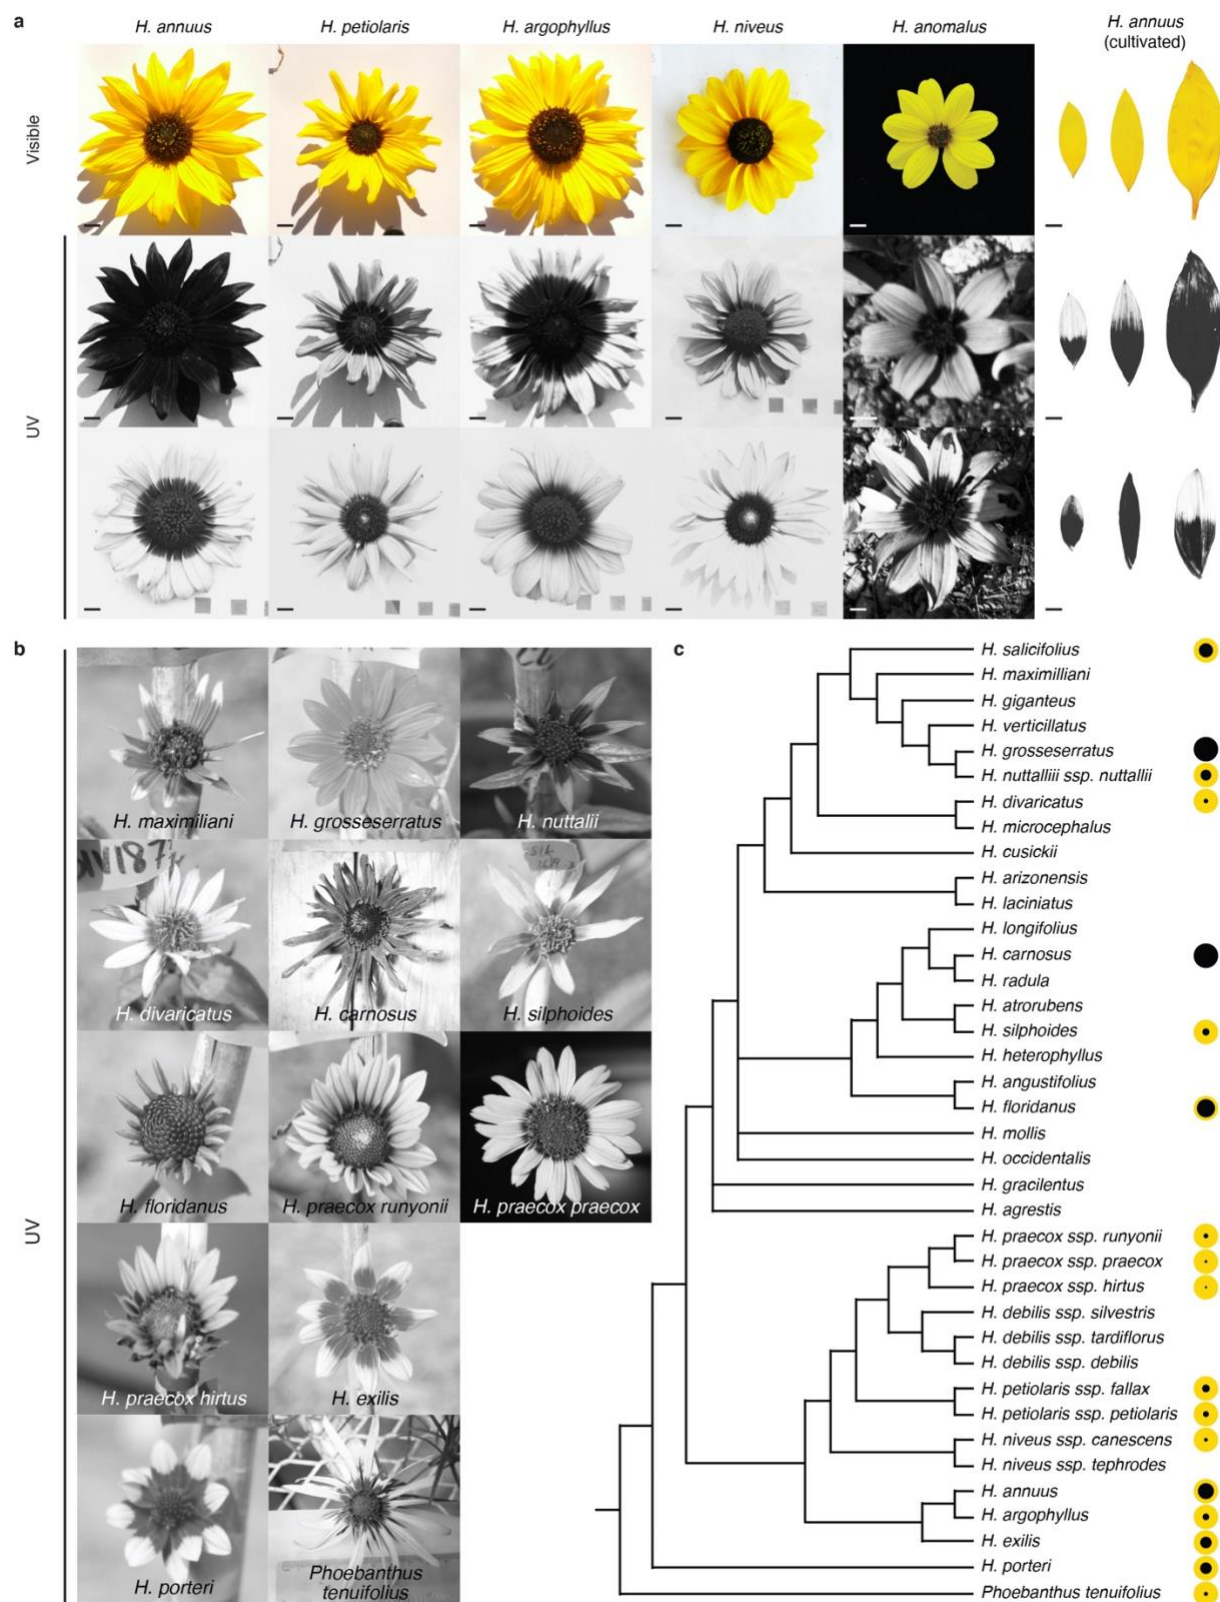 a
H. annuus
H. petiolaris
H. argophyllus
H. niveus
H. anomalus
H. annuus
(cultivated)
Visible
UV
b
H. maximiliani
H. grosseserratus
H. nuttalii
H. divaricatus
H. carnosus
H. silphoides
H. floridanus
H. praecox runyonii
H. praecox praecox
UV
H. praecox hirtus
H. exilis
H. porteri
Phoebanthus
tenuifolius
c
H. salicifolius
H. maximilliani
H. giganteus
H. verticillatus
H. grosseserratus
H. nuttalliii ssp. nuttallii
H. divaricatus
H. microcephalus
H. cusickii
H. arizonensis
H. laciniatus
H. longifolius
H. carnosus
H. radula
H. atrorubens
H. silphoides
H. heterophyllus
H. angustifolius
H. floridanus
H. mollis
H. occidentalis
H. gracilentus
H. agrestis
H. praecox ssp. runyonii
H. praecox ssp. praecox
H. praecox ssp. hirtus
H. debilis ssp. silvestris
H. debilis ssp. tardiflorus
H. debilis ssp. debilis
H. petiolaris ssp. fallax
H. petiolaris ssp. petiolaris
H. niveus ssp. canescens
H. niveus ssp. tephrodes
H. annuus
H. argophyllus
H. exilis
H. porteri
Phoebanthus tenuifolius